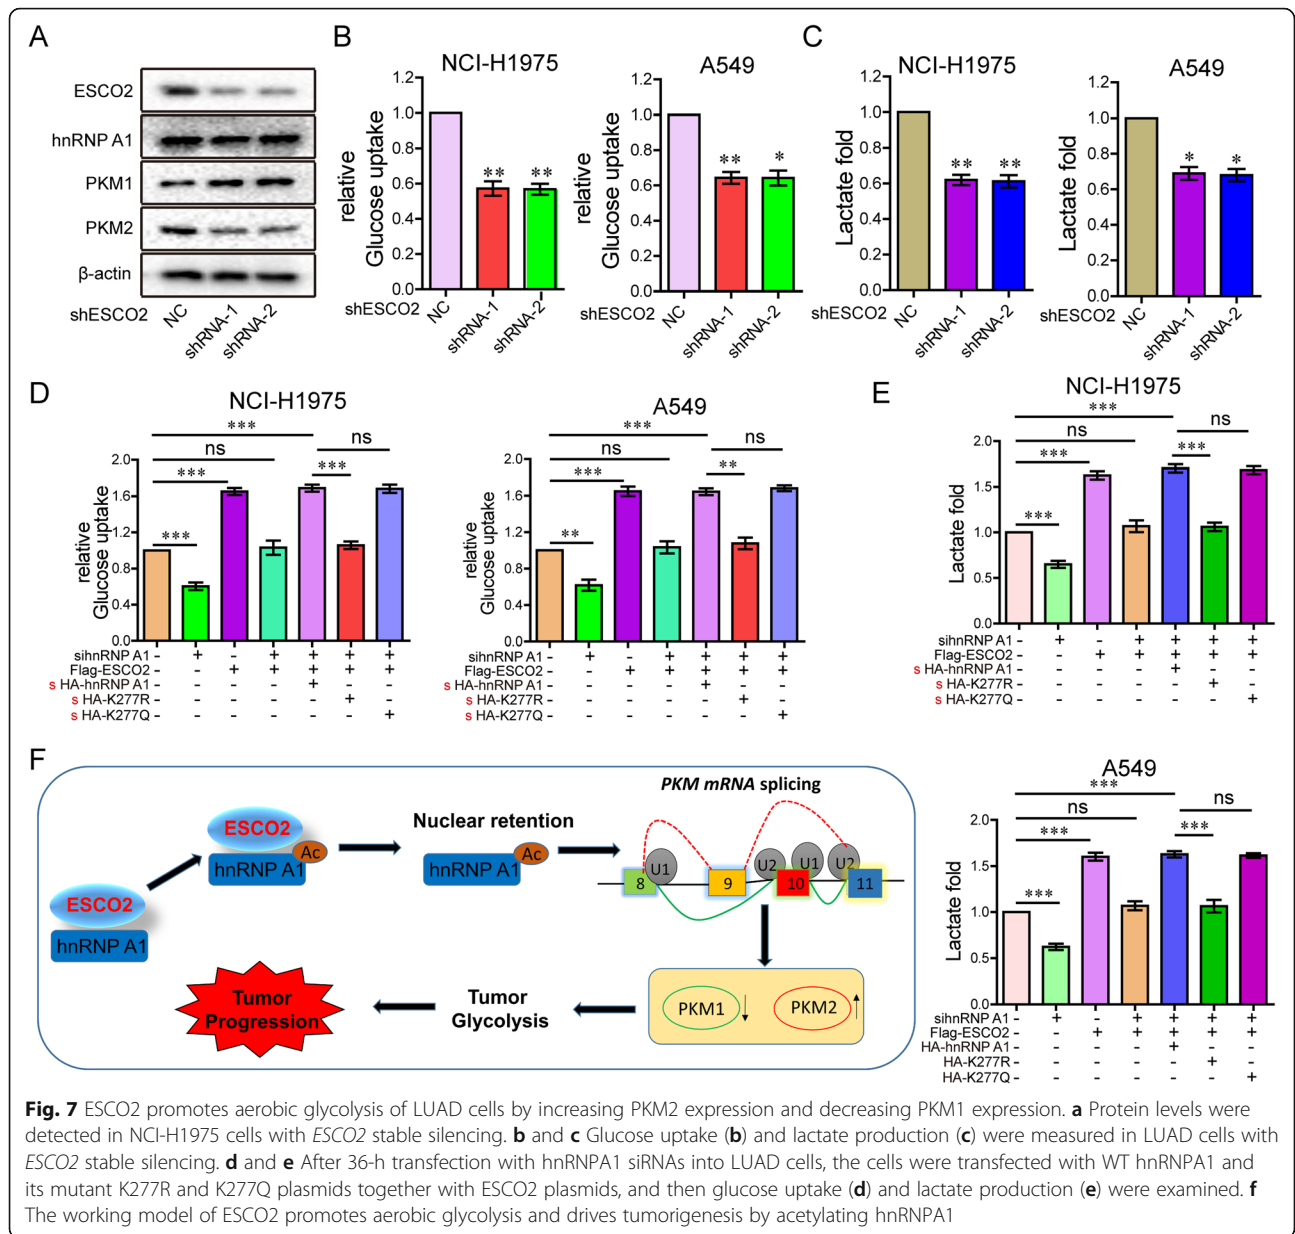 A
ESCO2
hnRNP A1
PKM1
PKM2
β-actin
shESCO2
NC
shRNA-1
shRNA-2
B
NCI-H1975
relative
Glucose uptake
1.2
1.0
0.8
0.6
0.4
0.2
0.0
** **
shESCO2
NC
shRNA-1
shRNA-2
A549
relative
Glucose uptake
1.2
1.0
0.8
0.6
0.4
0.2
0.0
** *
NC
shRNA-1
shRNA-2
C
NCI-H1975
Lactate fold
1.2
1.0
0.8
0.6
0.4
0.2
0.0
** **
shESCO2
NC
shRNA-1
shRNA-2
A549
Lactate fold
1.2
1.0
0.8
0.6
0.4
0.2
0.0
* *
NC
shRNA-1
shRNA-2
D
NCI-H1975
relative
Glucose uptake
2.0
1.6
1.2
0.8
0.4
0.0
***
ns
ns
***
***
***
sihnRNP A1 - + - + + + +
Flag-ESCO2 - - + + + + +
s HA-hnRNP A1 - - - - + - -
s HA-K277R - - - - - + -
s HA-K277Q - - - - - - +
A549
relative
Glucose uptake
2.0
1.6
1.2
0.8
0.4
0.0
***
ns
ns
***
**
**
sihnRNP A1 - + - + + + +
Flag-ESCO2 - - + + + + +
s HA-hnRNP A1 - - - - + - -
s HA-K277R - - - - - + -
s HA-K277Q - - - - - - +
E
NCI-H1975
Lactate fold
2.0
1.5
1.0
0.5
0.0
***
ns
ns
***
***
***
sihnRNP A1 - + - + + + +
Flag-ESCO2 - - + + + + +
s HA-hnRNP A1 - - - - + - -
s HA-K277R - - - - - + -
s HA-K277Q - - - - - - +
A549
Lactate fold
2.0
1.5
1.0
0.5
0.0
***
ns
ns
***
***
***
sihnRNP A1 - + - + + + +
Flag-ESCO2 - - + + + + +
HA-hnRNP A1 - - - - + - -
HA-K277R - - - - - + -
HA-K277Q - - - - - - +
F
ESCO2
hnRNP A1
ESCO2
Ac
hnRNP A1
Nuclear retention
Ac
hnRNP A1
PKM mRNA splicing
U1
U2
U1
U2
8
9
10
11
PKM1
PKM2
Tumor
Glycolysis
Tumor
Progression
Fig. 7 ESCO2 promotes aerobic glycolysis of LUAD cells by increasing PKM2 expression and decreasing PKM1 expression. a Protein levels were
detected in NCI-H1975 cells with ESCO2 stable silencing. b and c Glucose uptake (b) and lactate production (c) were measured in LUAD cells with
ESCO2 stable silencing. d and e After 36-h transfection with hnRNPA1 siRNAs into LUAD cells, the cells were transfected with WT hnRNPA1 and
its mutant K277R and K277Q plasmids together with ESCO2 plasmids, and then glucose uptake (d) and lactate production (e) were examined. f
The working model of ESCO2 promotes aerobic glycolysis and drives tumorigenesis by acetylating hnRNPA1